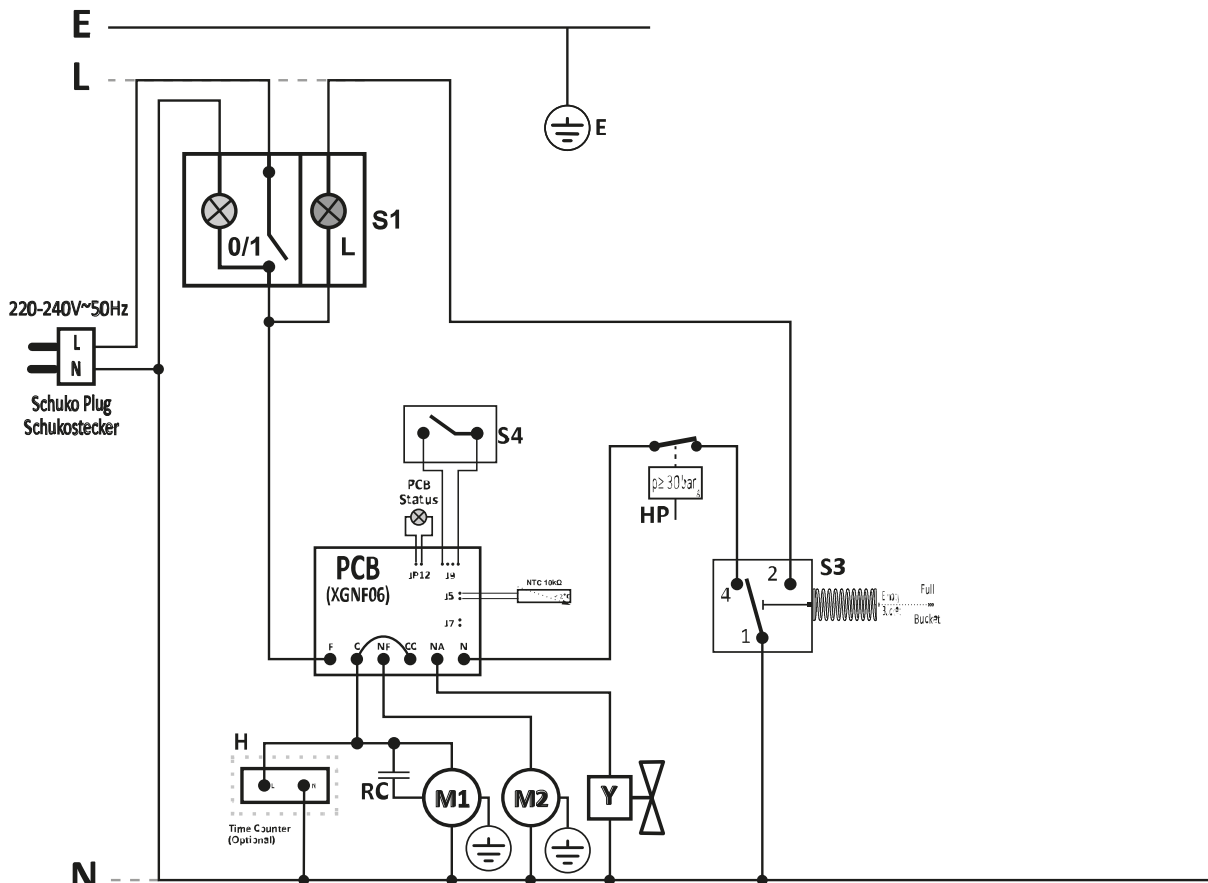 E
L
E
S1
0/1
L
220-240V~50Hz
L
N
Schuko Plug
Schukostecker
S4
PCB
Status
p≥ 30bar
HP
PCB
(XGNF06)
JP12
J9
NTC 10kΩ
J5
J7
S3
2
4
1
Full
Bucket
F
C
NF
CC
NA
N
H
L
N
RC
M1
M2
Y
Time Counter
(Optional)
N